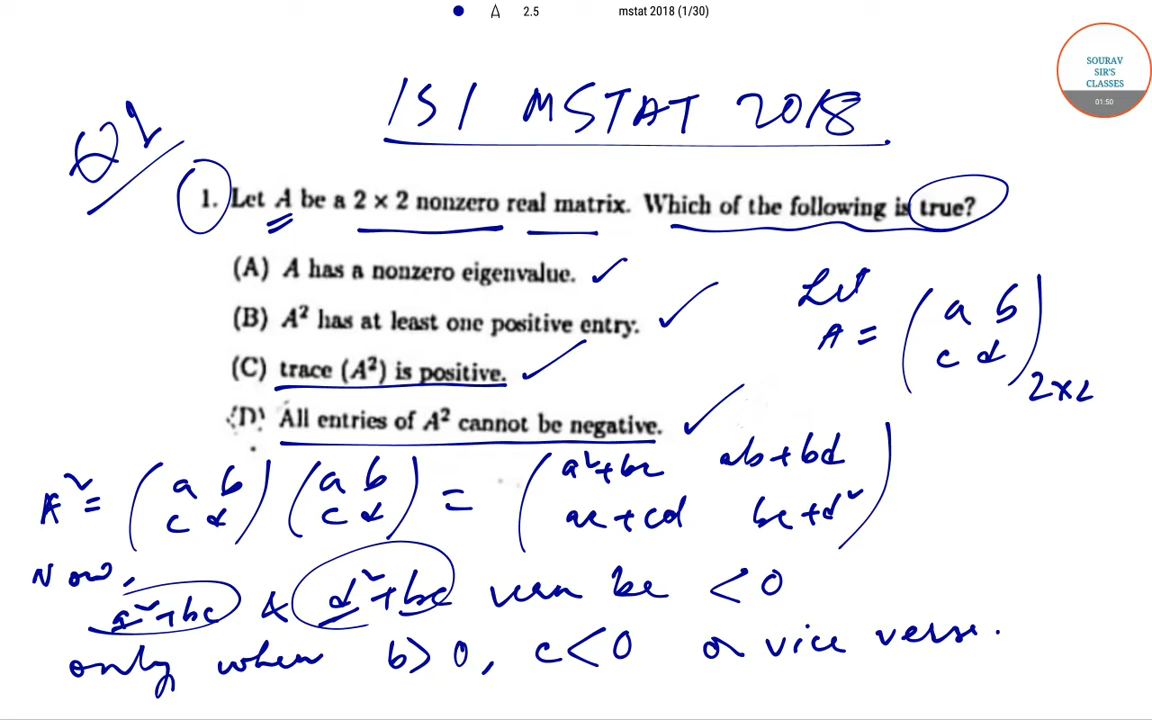 A 2.5 mstat 2018 (1/30)
SOURAV
SIR'S
CLASSES
01:50
ISI MSTAT 2018
Q1
1. Let A be a 2 × 2 nonzero real matrix. Which of the following is true?
(A) A has a nonzero eigenvalue.
(B) A² has at least one positive entry.
(C) trace (A²) is positive.
(D) All entries of A² cannot be negative.
Let
A = (a b
c d)2×2
A² = (a b (a b = (a²+bc ab+bd
c d) c d) ac+cd bc+d²)
Now,
a²+bc & d²+bc can be < 0
only when b>0, c<0 or vice verse.